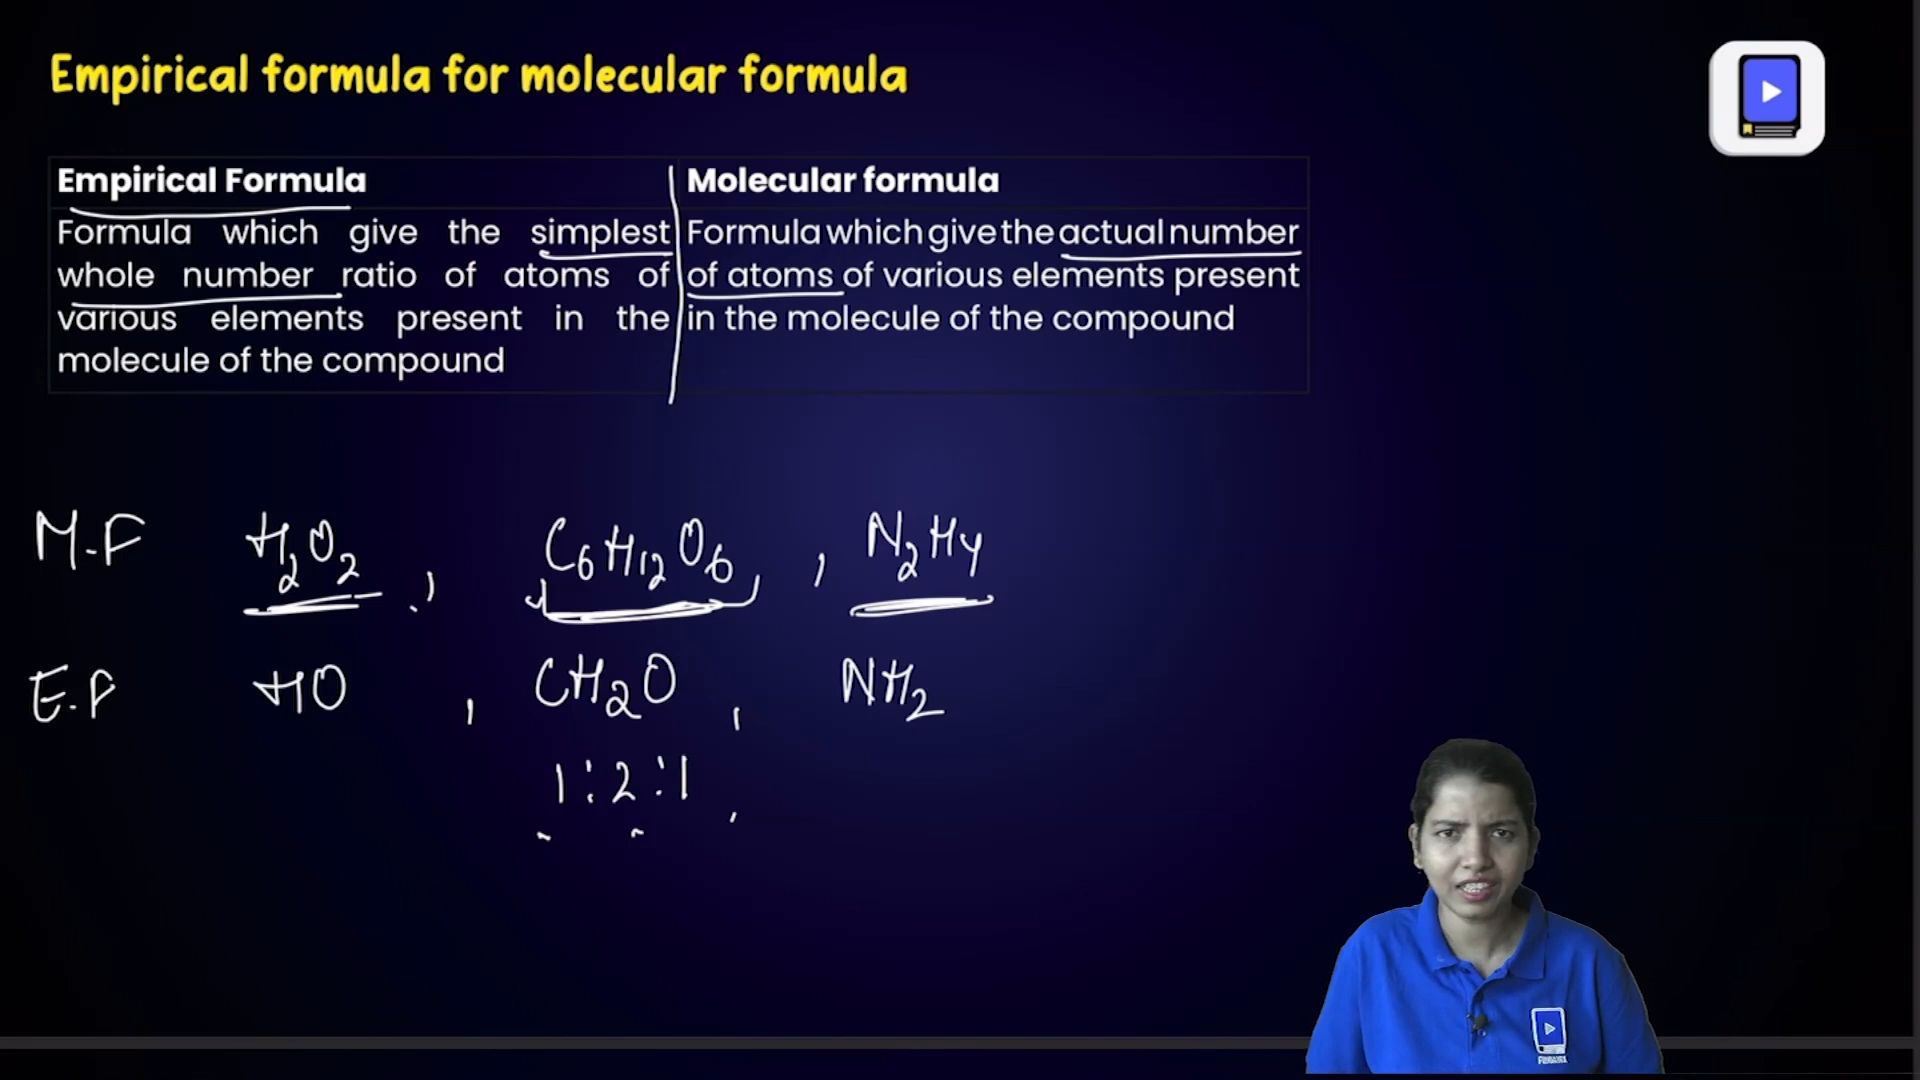 Empirical formula for molecular formula
Empirical Formula
Formula which give the simplest
whole number ratio of atoms of
various elements present in the
molecule of the compound
Molecular formula
Formula which give the actual number
of atoms of various elements present
in the molecule of the compound
M.F H2O2 , C6H12O6 , N2H4
E.F HO , CH2O , NH2
1:2:1